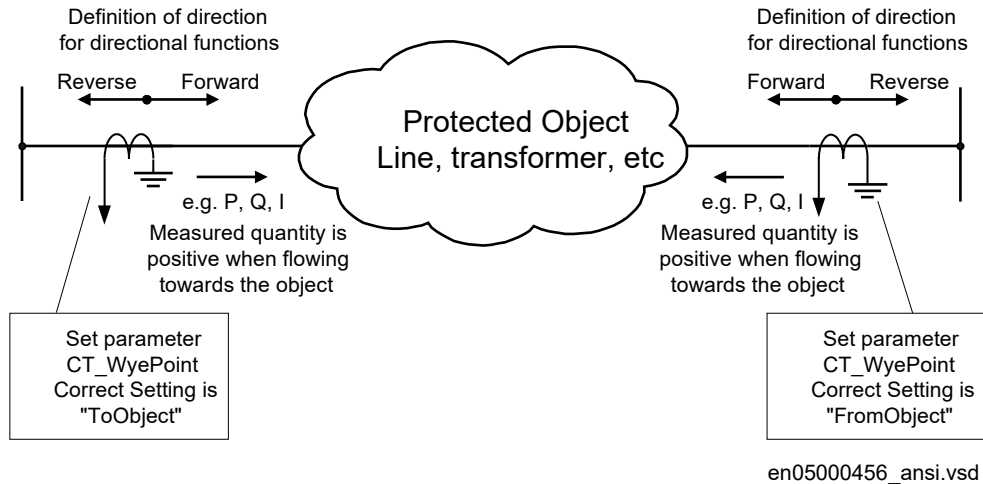 Definition of direction
for directional functions
Reverse
Forward
Definition of direction
for directional functions
Forward
Reverse
Protected Object
Line, transformer, etc
e.g. P, Q, I
Measured quantity is
positive when flowing
towards the object
e.g. P, Q, I
Measured quantity is
positive when flowing
towards the object
Set parameter
CT_WyePoint
Correct Setting is
"ToObject"
Set parameter
CT_WyePoint
Correct Setting is
"FromObject"
en05000456_ansi.vsd